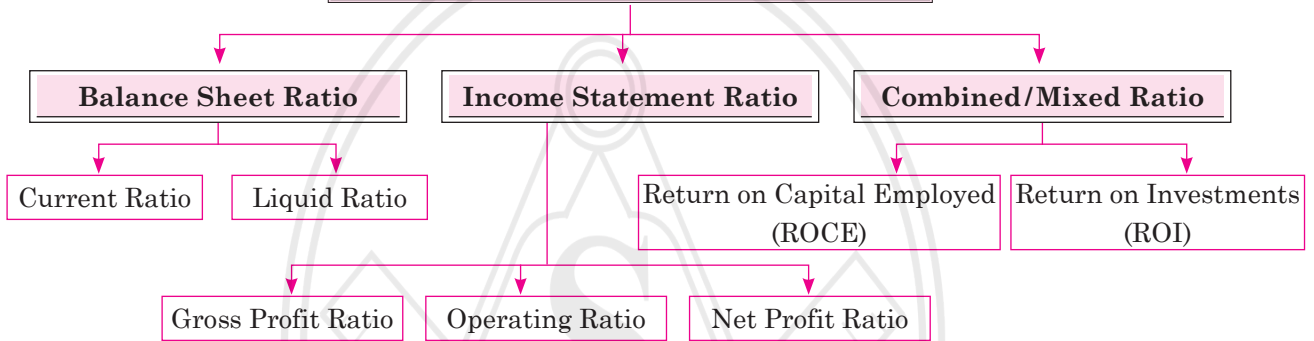 Balance Sheet Ratio
Income Statement Ratio
Combined/Mixed Ratio
Current Ratio
Liquid Ratio
Return on Capital Employed
(ROCE)
Return on Investments
(ROI)
Gross Profit Ratio
Operating Ratio
Net Profit Ratio